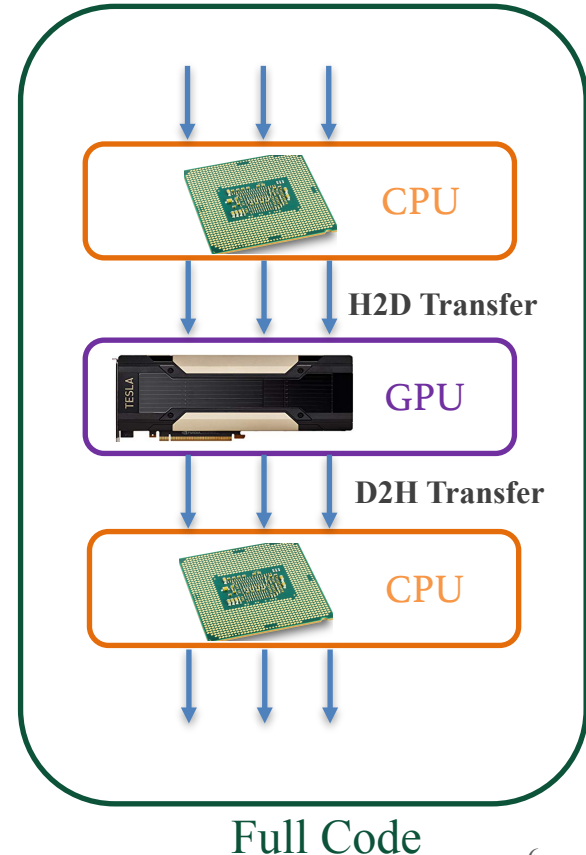 CPU
H2D Transfer
TESLA
GPU
D2H Transfer
CPU
Full Code